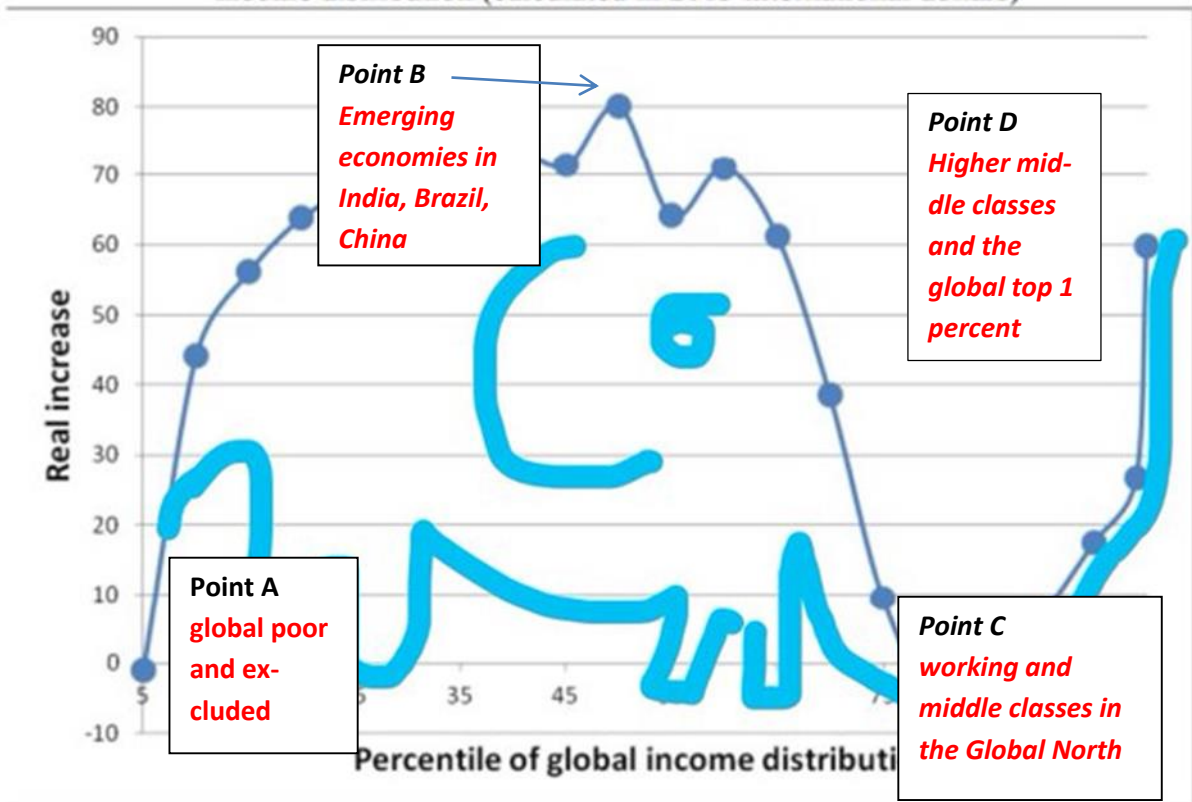 90
80
70
60
50
40
30
20
10
0
-10
Real increase
Point B
Emerging
economies in
India, Brazil,
China
Point D
Higher mid-
dle classes
and the
global top 1
percent
Point A
global poor
and ex-
cluded
Point C
working and
middle classes in
the Global North
5
35
45
Percentile of global income